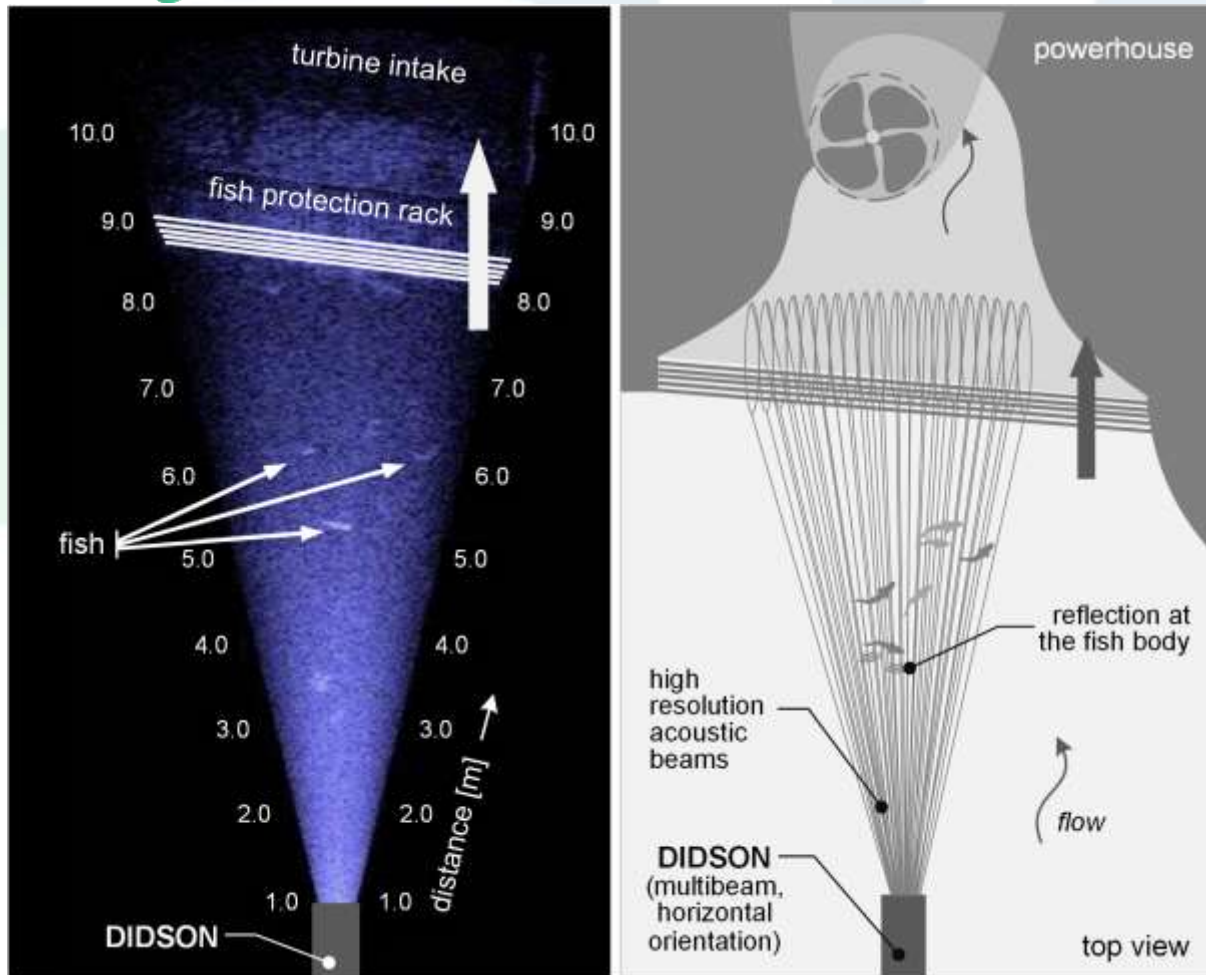 turbine intake
10.0 10.0
fish protection rack
9.0 9.0
8.0 8.0
7.0 7.0
6.0 6.0
fish
5.0 5.0
4.0 4.0
3.0 3.0
distance [m]
2.0 2.0
1.0 1.0
DIDSON
powerhouse
reflection at
the fish body
high
resolution
acoustic
beams
flow
DIDSON
(multibeam,
horizontal
orientation)
top view